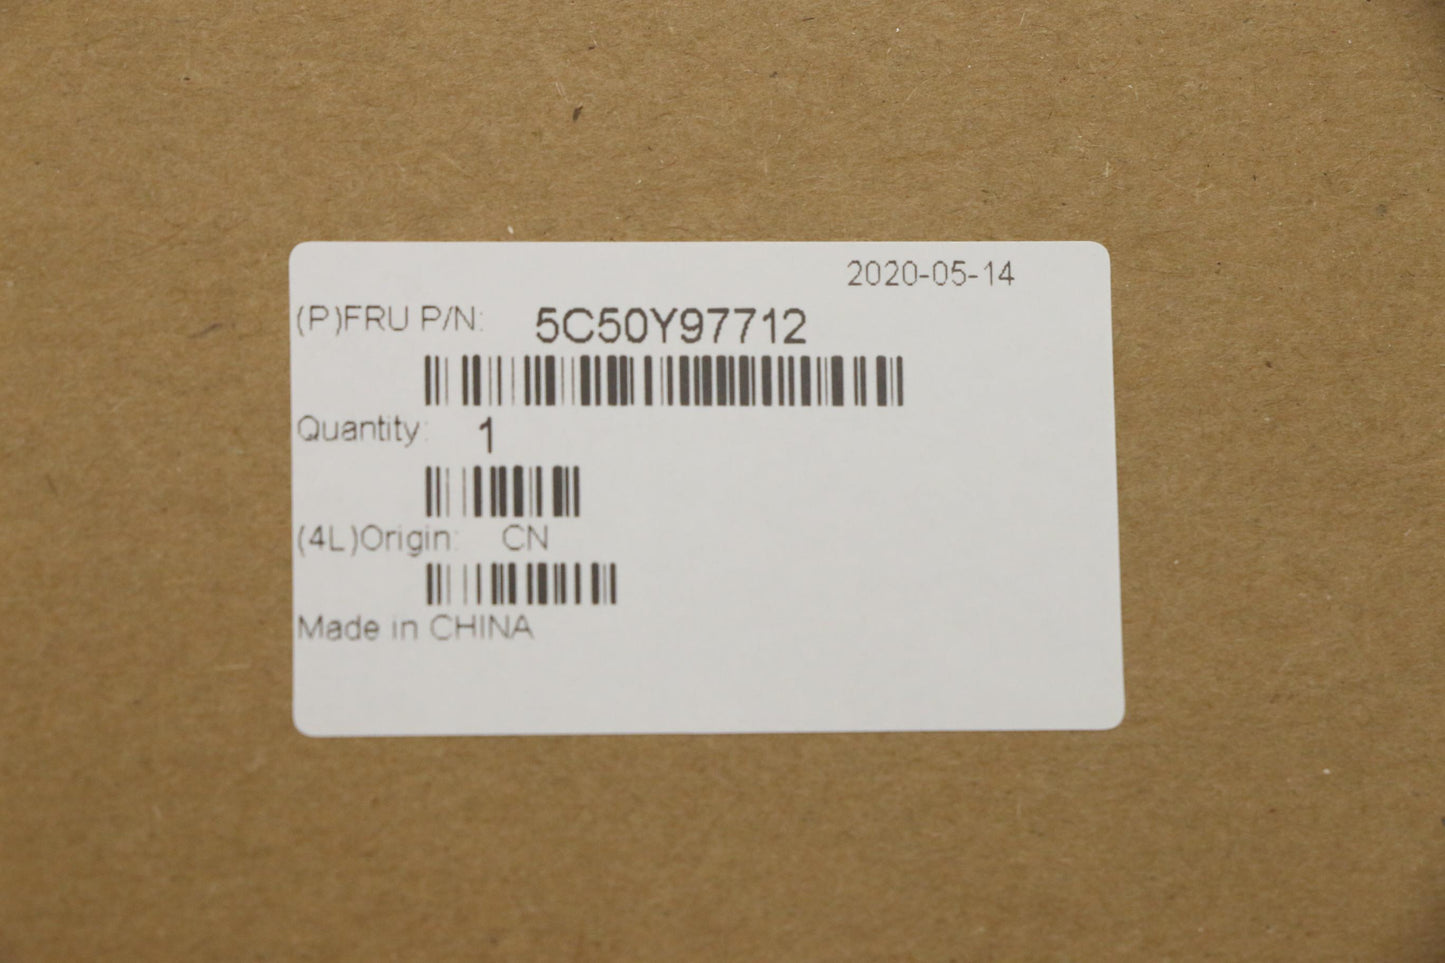 2020-05-14
(P)FRU P/N: 5C50Y97712
Quantity: 1
(4L)Origin: CN
Made in CHINA